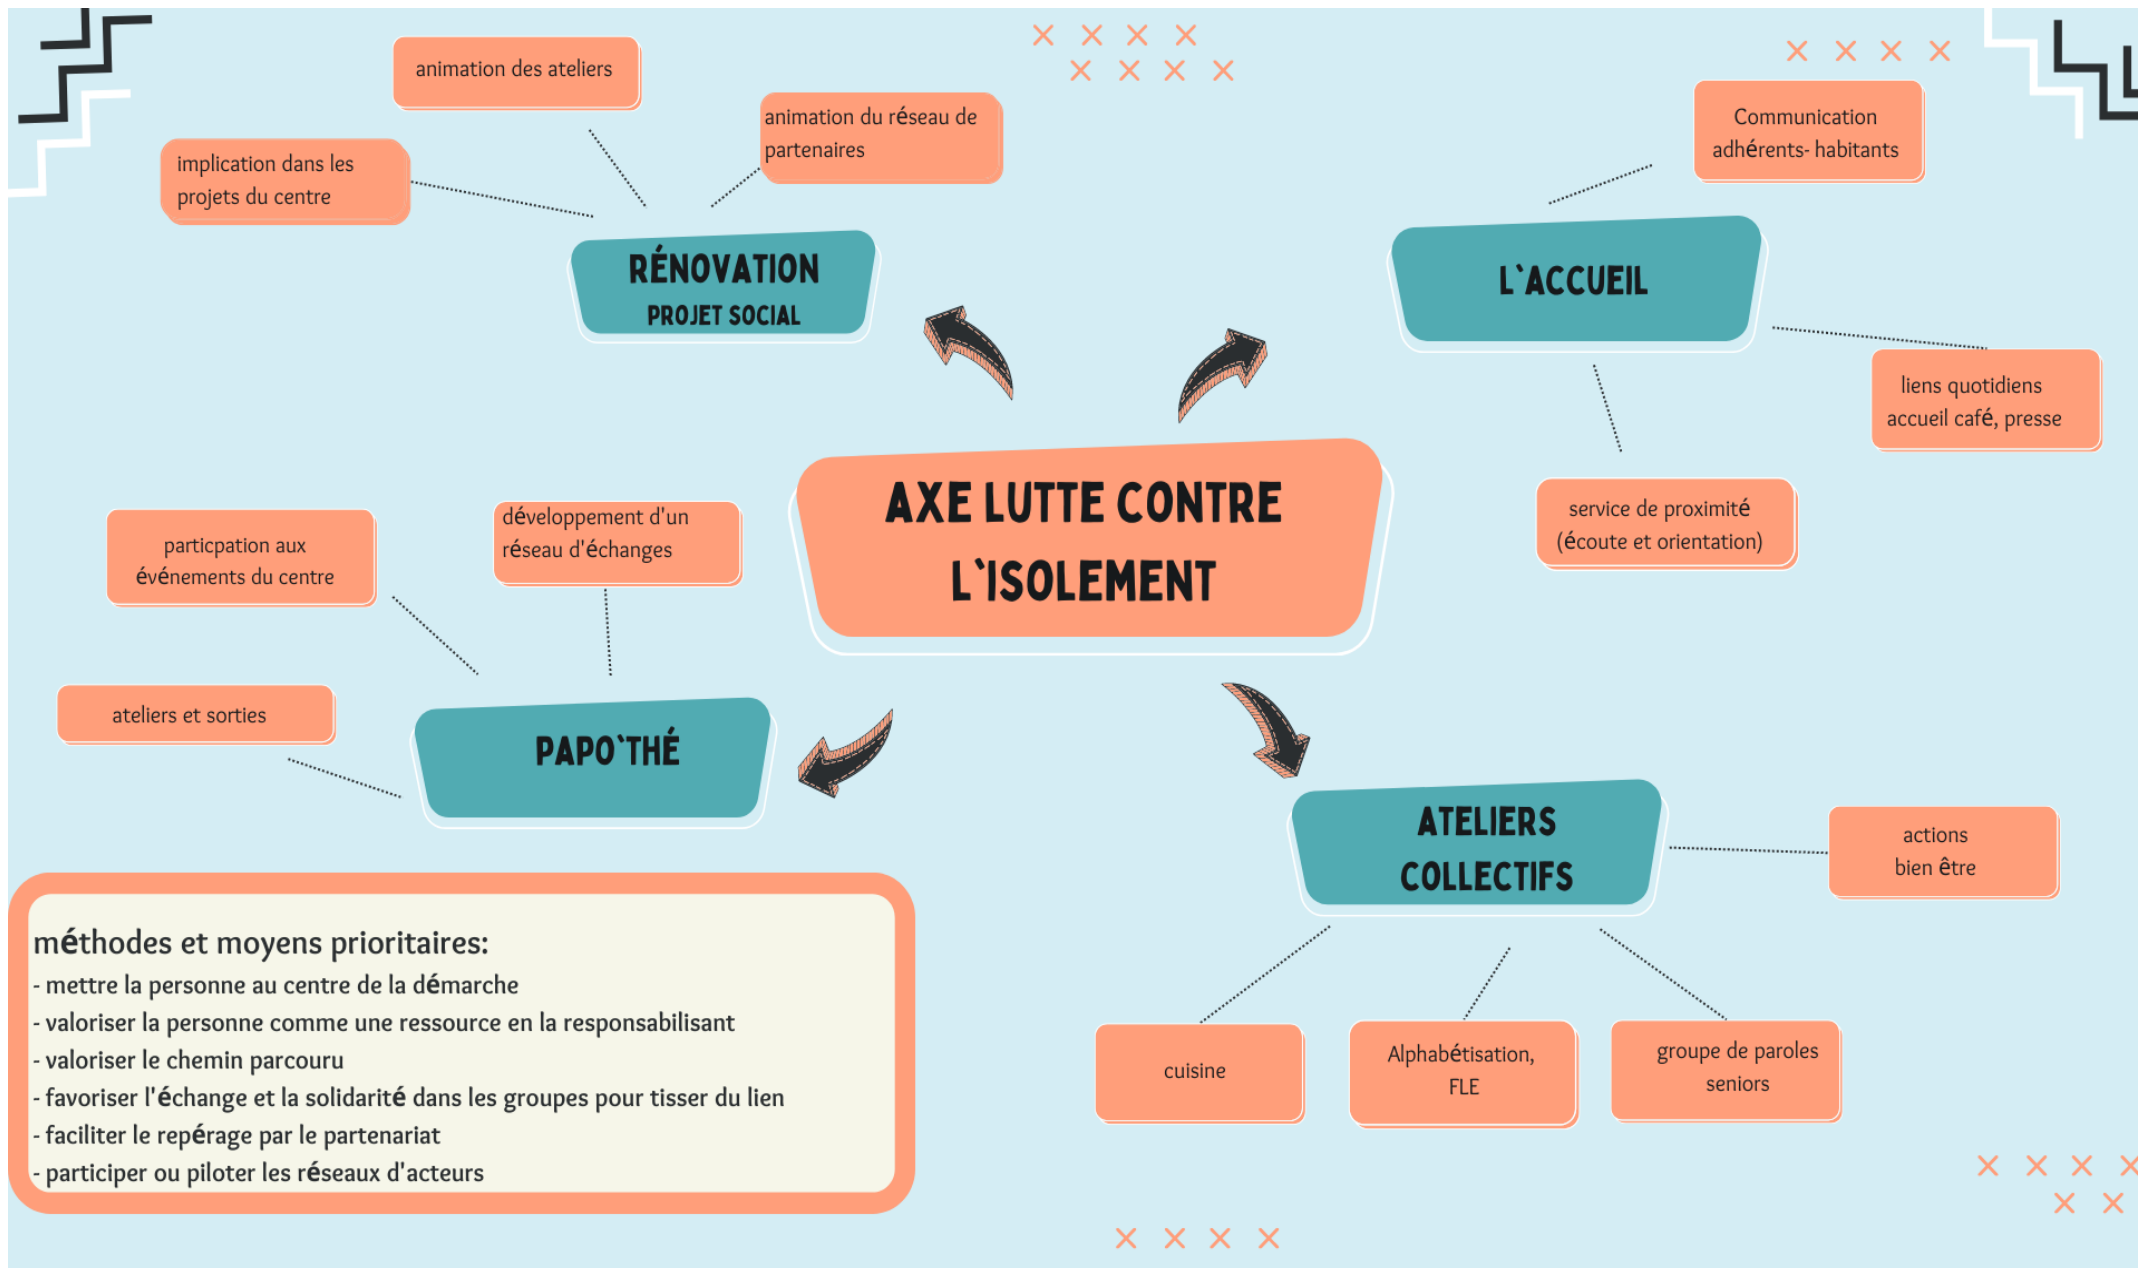 animation des ateliers
animation du réseau de
partenaires
implication dans les
projets du centre
RÉNOVATION
PROJET SOCIAL
Communication
adhérents- habitants
L`ACCUEIL
liens quotidiens
accueil café, presse
service de proximité
(écoute et orientation)
AXE LUTTE CONTRE
L`ISOLEMENT
particpation aux
événements du centre
développement d'un
réseau d'échanges
ateliers et sorties
PAPO`THÉ
ATELIERS
COLLECTIFS
actions
bien être
cuisine
Alphabétisation,
FLE
groupe de paroles
seniors
méthodes et moyens prioritaires:
- mettre la personne au centre de la démarche
- valoriser la personne comme une ressource en la responsabilisant
- valoriser le chemin parcouru
- favoriser l'échange et la solidarité dans les groupes pour tisser du lien
- faciliter le repérage par le partenariat
- participer ou piloter les réseaux d'acteurs